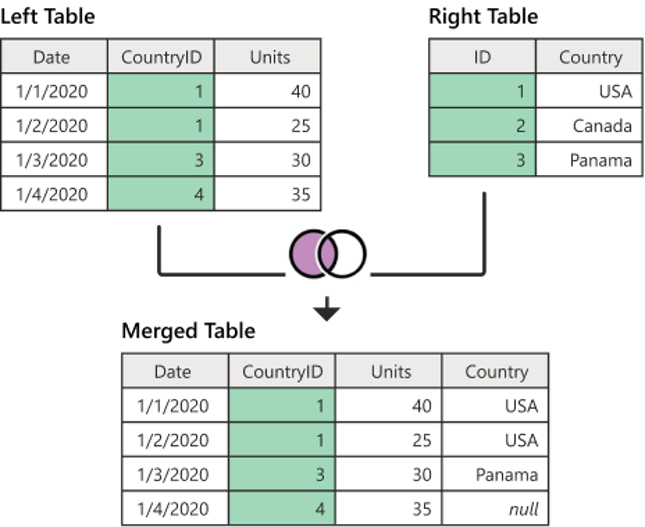 Left Table
Date CountryID Units
1/1/2020 1 40
1/2/2020 1 25
1/3/2020 3 30
1/4/2020 4 35
Right Table
ID Country
1 USA
2 Canada
3 Panama
Merged Table
Date CountryID Units Country
1/1/2020 1 40 USA
1/2/2020 1 25 USA
1/3/2020 3 30 Panama
1/4/2020 4 35 null